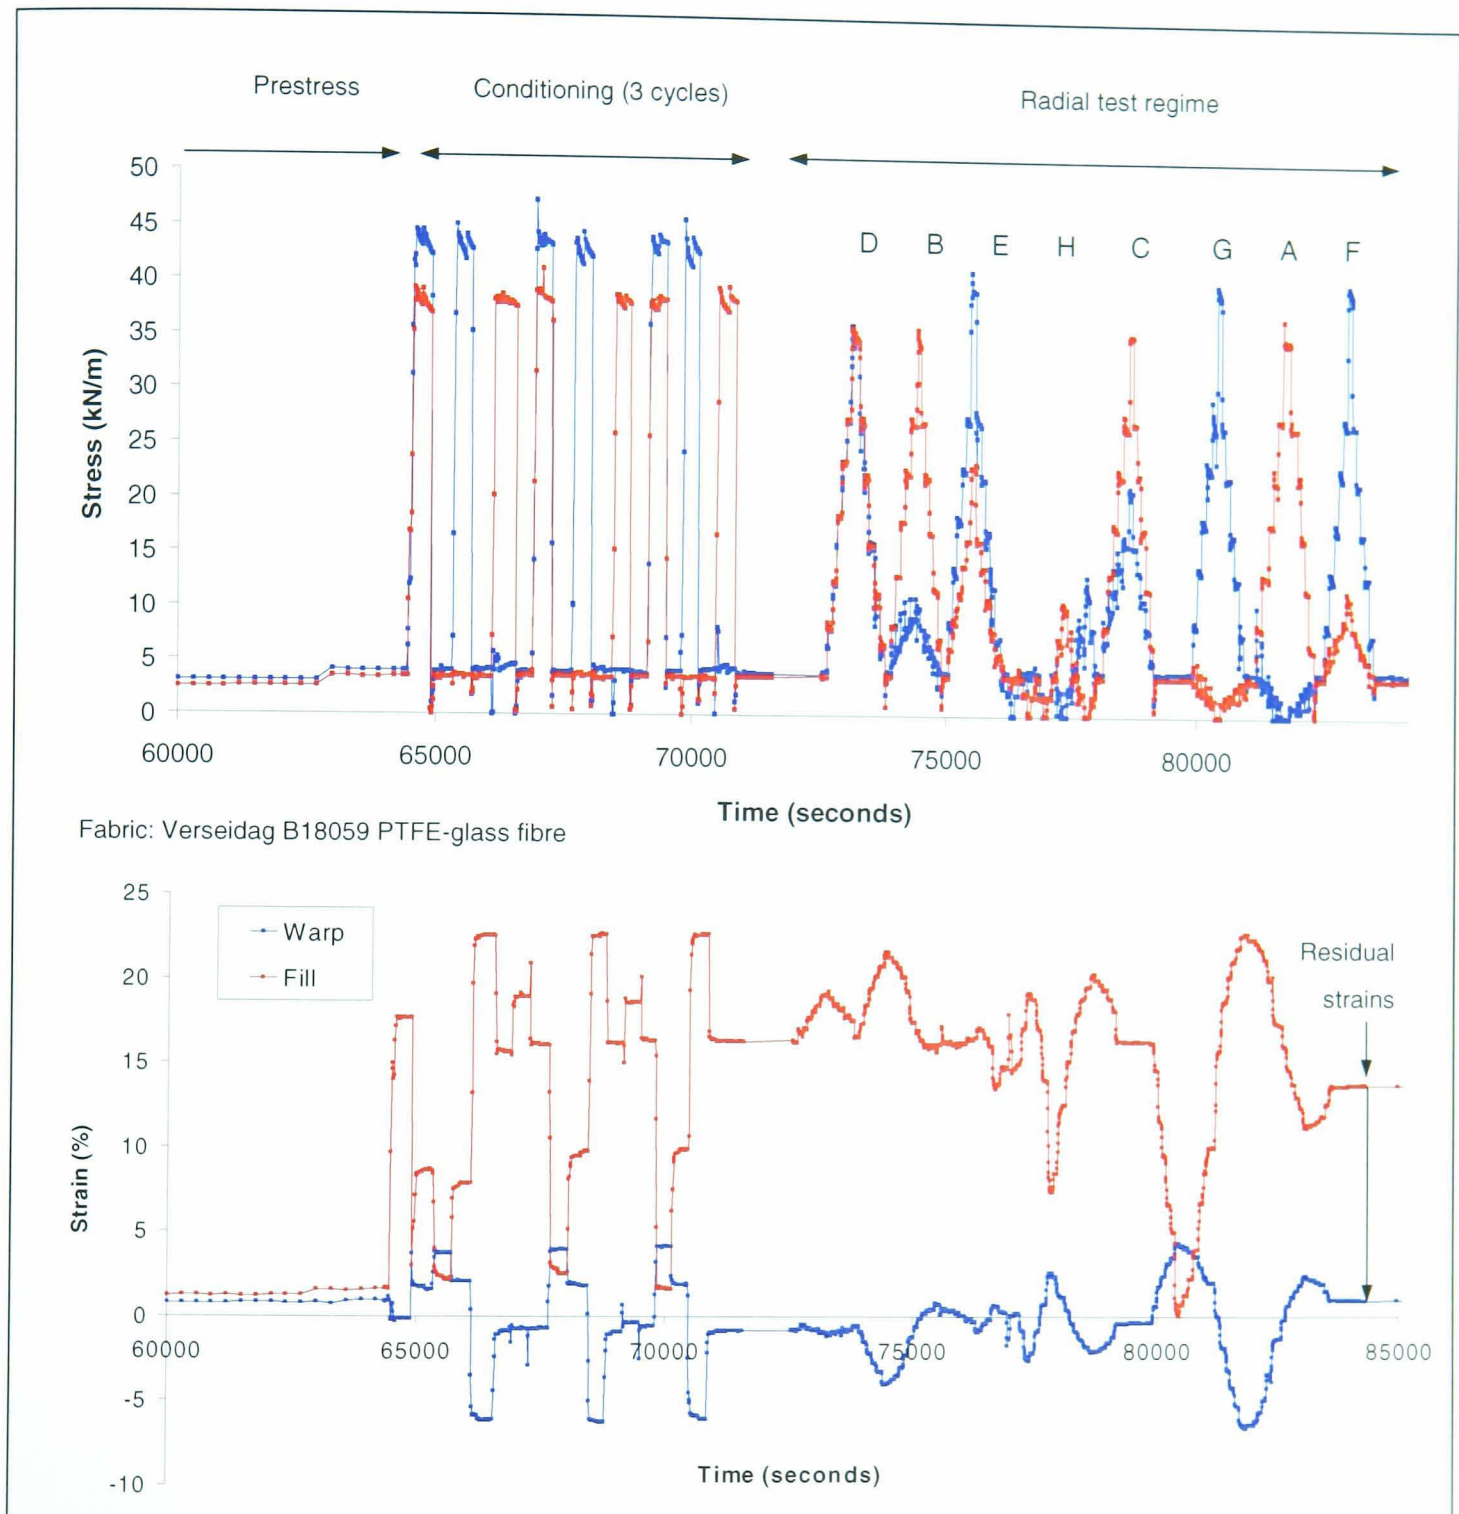 Prestress
Conditioning (3 cycles)
Radial test regime
50
45
40
35
30
25
20
15
10
5
0
Stress (kN/m)
D B E H C G A F
60000 65000 70000 75000 80000
Time (seconds)
Fabric: Verseidag B18059 PTFE-glass fibre
25
20
15
10
5
0
-5
-10
Strain (%)
Warp
Fill
Residual
strains
60000 65000 70000 75000 80000 85000
Time (seconds)